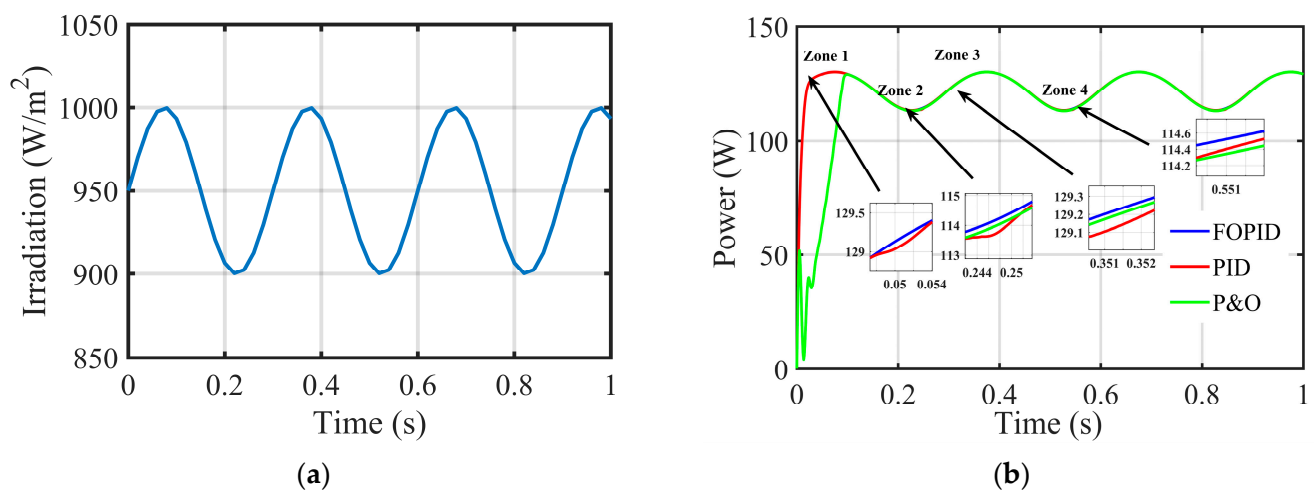 1050
1000
950
900
850
Irradiation (W/m2)
0 0.2 0.4 0.6 0.8 1
Time (s)
(a)
150
100
50
0
Power (W)
Zone 1
Zone 2
Zone 3
Zone 4
129.5
129
0.05 0.054
115
114
113
0.244 0.25
129.3
129.2
129.1
0.351 0.352
114.6
114.4
114.2
0.551
FOPID
PID
P&O
0 0.2 0.4 0.6 0.8 1
Time (s)
(b)